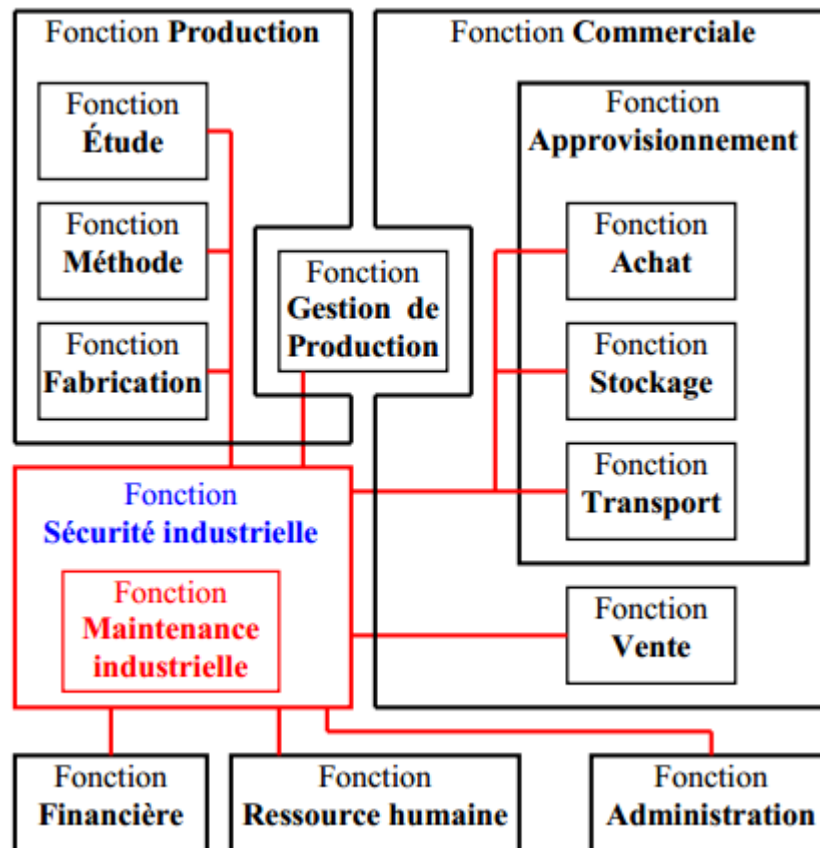 Fonction Production
Fonction
Étude
Fonction
Méthode
Fonction
Fabrication
Fonction
Gestion de
Production
Fonction Commerciale
Fonction
Approvisionnement
Fonction
Achat
Fonction
Stockage
Fonction
Transport
Fonction
Vente
Fonction
Sécurité industrielle
Fonction
Maintenance
industrielle
Fonction
Financière
Fonction
Ressource humaine
Fonction
Administration